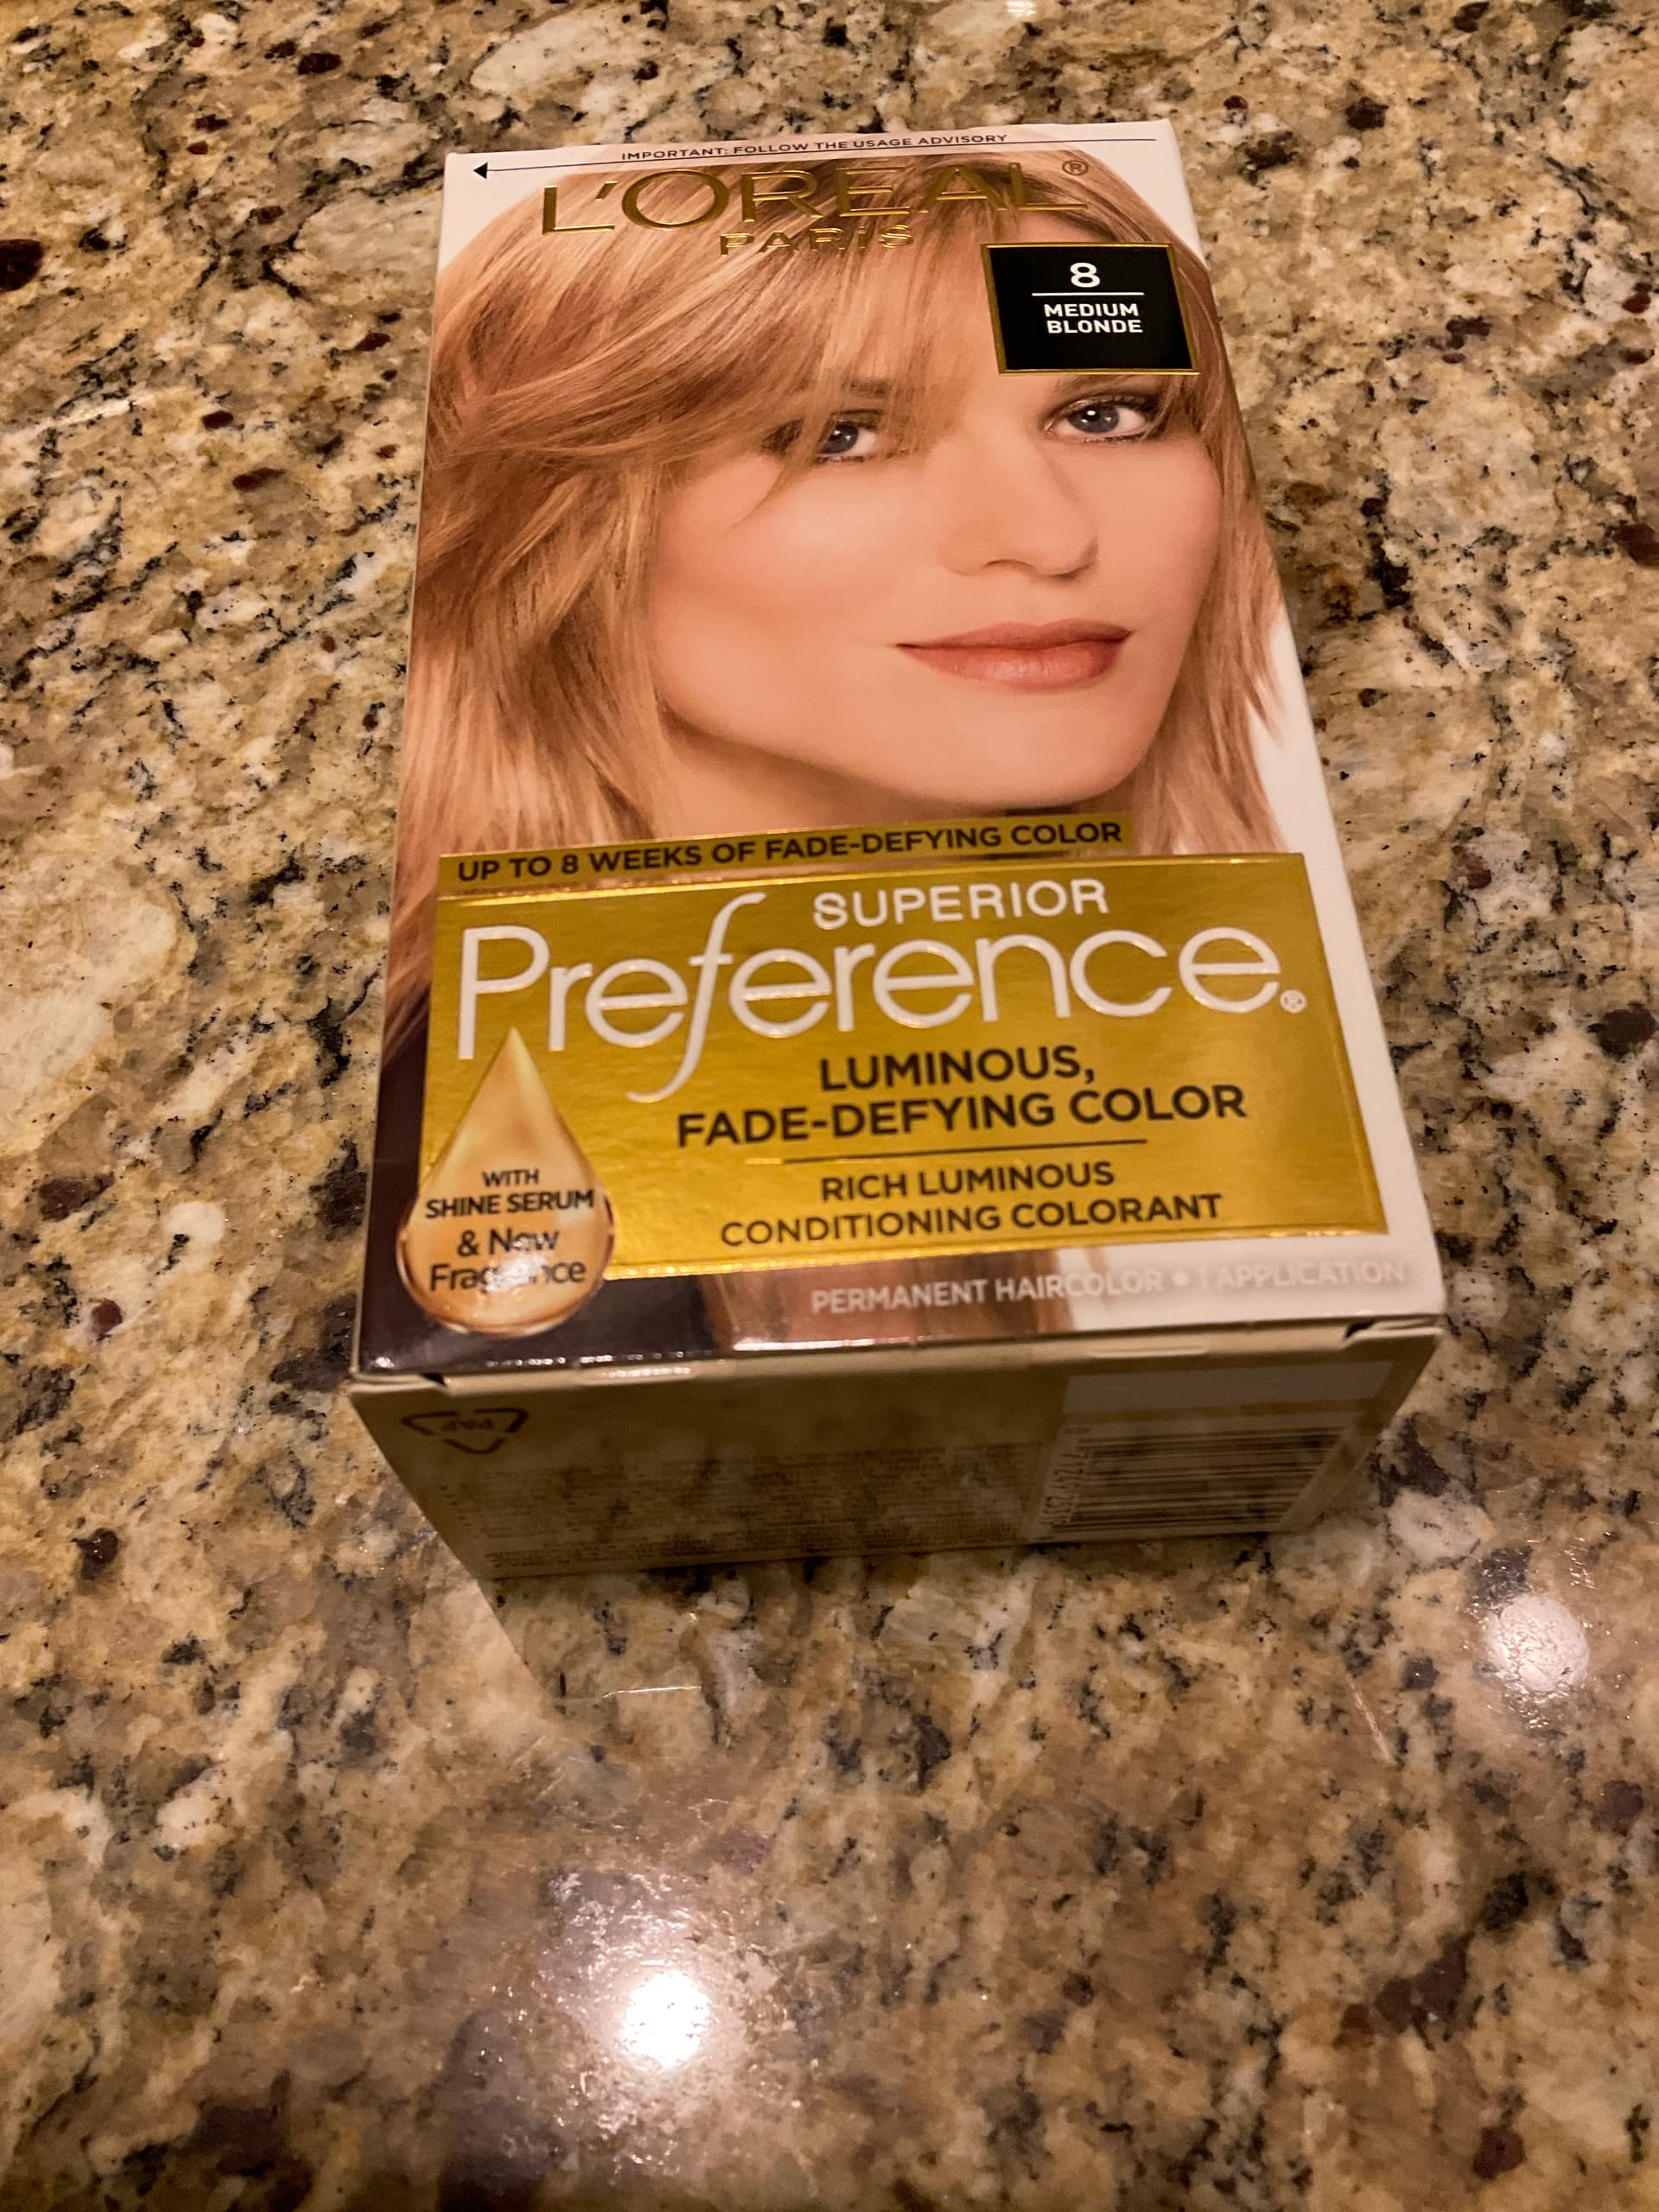 IMPORTANT: FOLLOW THE USAGE ADVISORY
L'ORÉAL®
PARIS
8
MEDIUM
BLONDE
UP TO 8 WEEKS OF FADE-DEFYING COLOR
SUPERIOR
Preference®
LUMINOUS,
FADE-DEFYING COLOR
RICH LUMINOUS
CONDITIONING COLORANT
WITH
SHINE SERUM
& New
Fragrance
PERMANENT HAIRCOLOR • 1 APPLICATION
PAP